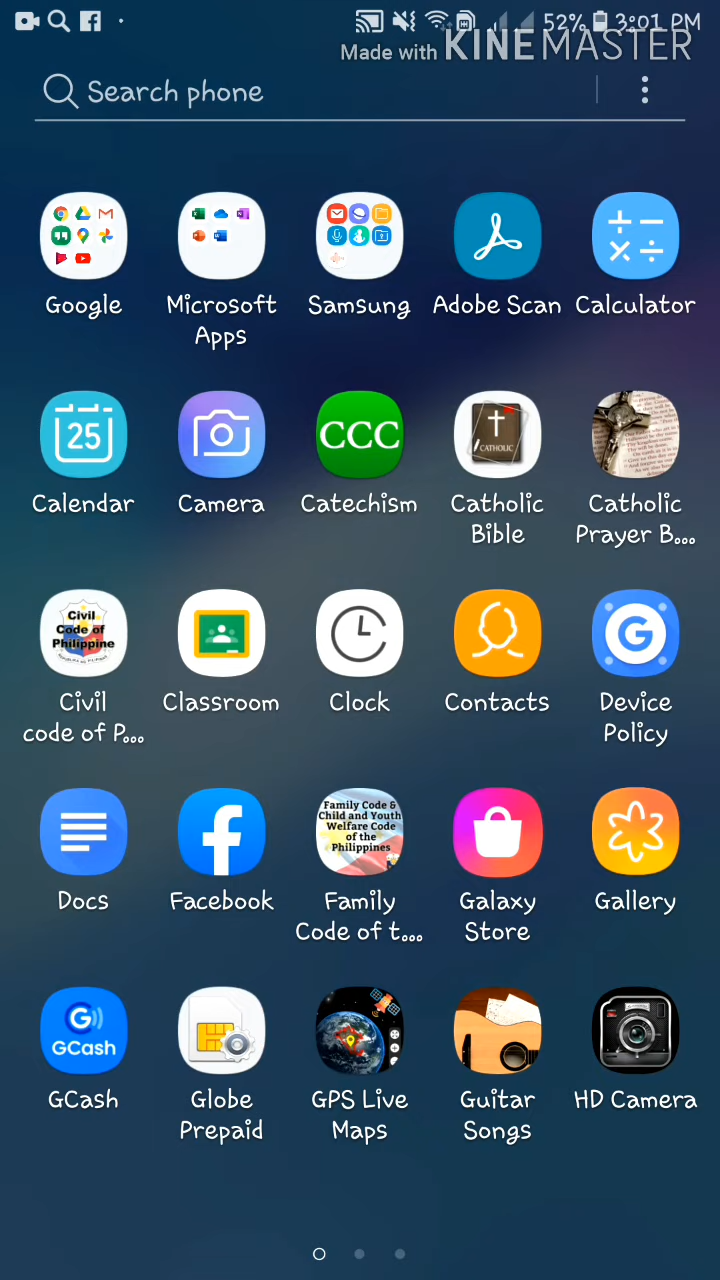 52% 3:01 PM
Made with KINEMASTER
Search phone
Google
Microsoft Apps
Samsung
Adobe Scan
Calculator
25
CCC
CATHOLIC
Calendar
Camera
Catechism
Catholic Bible
Catholic Prayer B...
Civil
Code of
Philippine
Civil code of P...
Classroom
Clock
Contacts
G
Device Policy
Family Code &
Child and Youth
Welfare Code
of the
Philippines
Docs
Facebook
Family Code of t...
Galaxy Store
Gallery
G
GCash
GCash
Globe Prepaid
GPS Live Maps
Guitar Songs
HD Camera